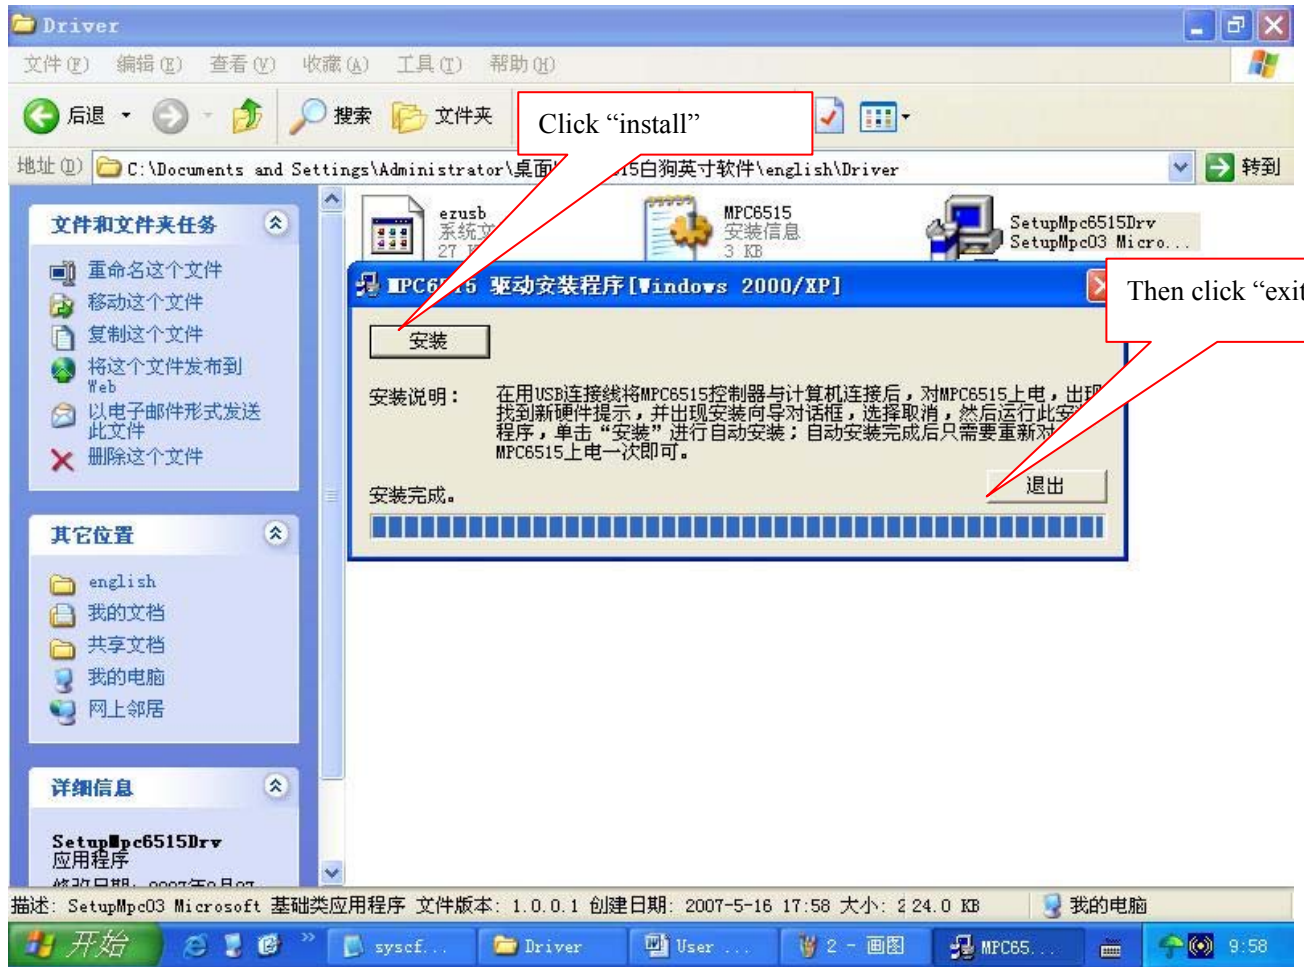 Driver
文件(F) 编辑(E) 查看(V) 收藏(A) 工具(T) 帮助(H)
后退 搜索 文件夹
Click “install”
地址(D) C:\Documents and Settings\Administrator\桌面 15白狗英寸软件\english\Driver 转到
文件和文件夹任务
重命名这个文件
移动这个文件
复制这个文件
将这个文件发布到
Web
以电子邮件形式发送
此文件
删除这个文件
其它位置
english
我的文档
共享文档
我的电脑
网上邻居
详细信息
SetupMpc6515Drv
应用程序
ezusb
系统文
27
MPC6515
安装信息
3 KB
SetupMpc6515Drv
SetupMpc03 Micro...
MPC6515 驱动安装程序[Windows 2000/XP]
Then click “exit
安装
安装说明：
在用USB连接线将MPC6515控制器与计算机连接后，对MPC6515上电，出现
找到新硬件提示，并出现安装向导对话框，选择取消，然后运行此安
程序，单击“安装”进行自动安装；自动安装完成后只需要重新对
MPC6515上电一次即可。
退出
安装完成。
描述: SetupMpc03 Microsoft 基础类应用程序 文件版本: 1.0.0.1 创建日期: 2007-5-16 17:58 大小: 224.0 KB 我的电脑
开始 syscf... Driver User ... 2 - 画图 MPC65... 9:58